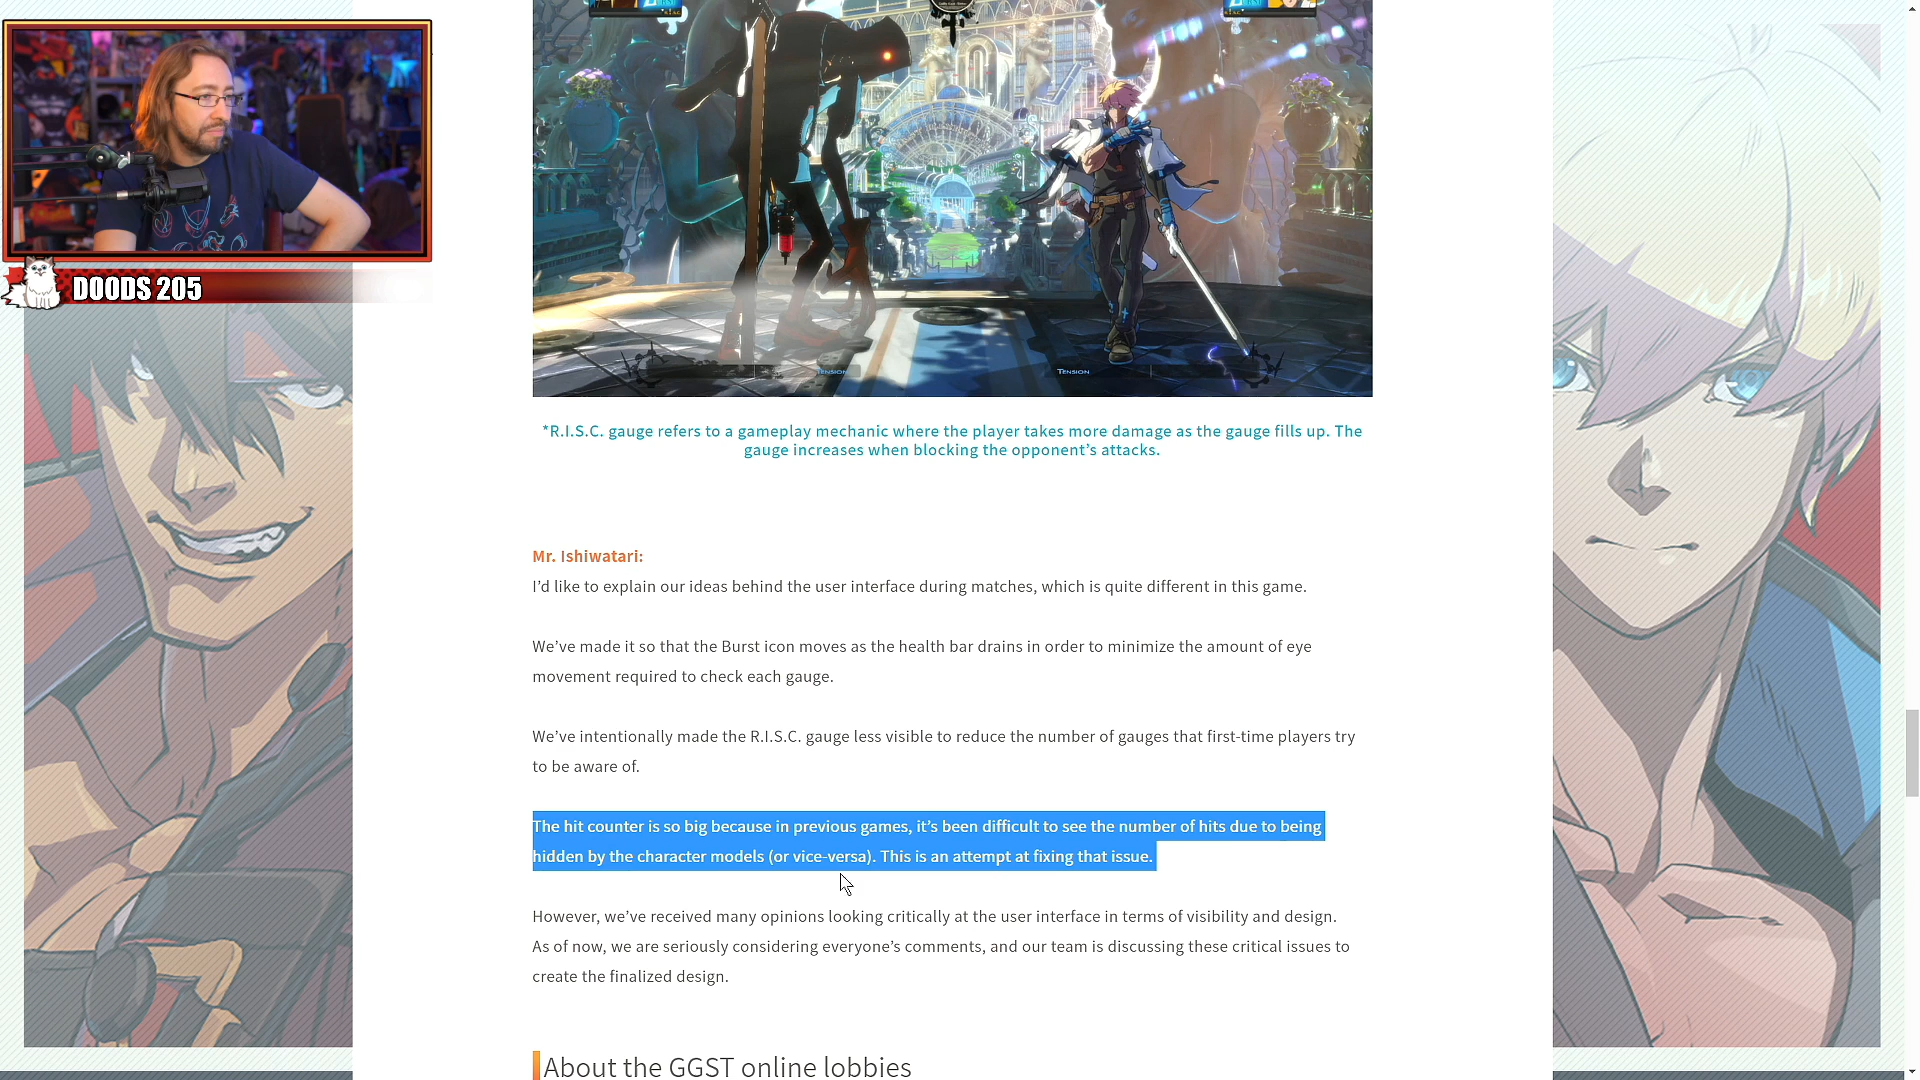 DOODS 205
TENSION
TENSION
*R.I.S.C. gauge refers to a gameplay mechanic where the player takes more damage as the gauge fills up. The
gauge increases when blocking the opponent’s attacks.
Mr. Ishiwatari:
I’d like to explain our ideas behind the user interface during matches, which is quite different in this game.
We’ve made it so that the Burst icon moves as the health bar drains in order to minimize the amount of eye
movement required to check each gauge.
We’ve intentionally made the R.I.S.C. gauge less visible to reduce the number of gauges that first-time players try
to be aware of.
The hit counter is so big because in previous games, it’s been difficult to see the number of hits due to being
hidden by the character models (or vice-versa). This is an attempt at fixing that issue.
However, we’ve received many opinions looking critically at the user interface in terms of visibility and design.
As of now, we are seriously considering everyone’s comments, and our team is discussing these critical issues to
create the finalized design.
About the GGST online lobbies